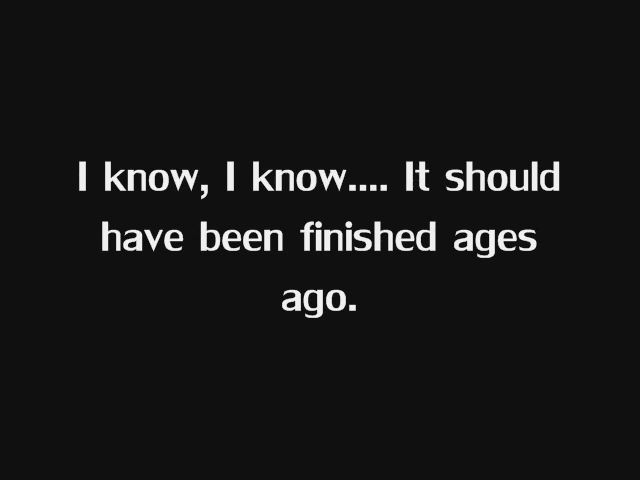 I know, I know.... It should
have been finished ages
ago.